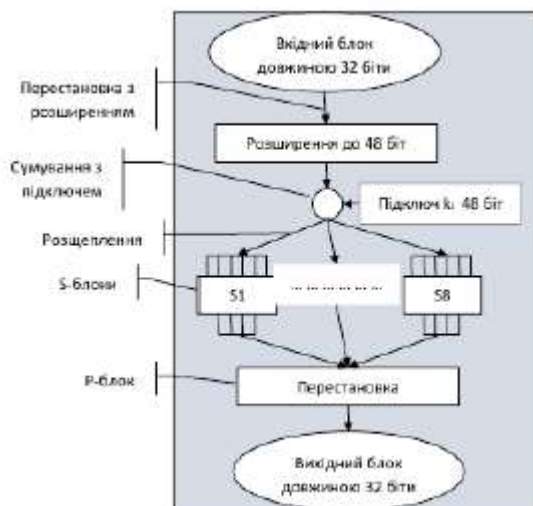 Вхідний блок
довжиною 32 біти
Перестановка з
розширенням
Розширення до 48 біт
Сумування з
підключем
Підключ kᵢ 48 біт
Розщеплення
S-блоки
S1
... ... ... ... ... ...
S8
P-блок
Перестановка
Вихідний блок
довжиною 32 біти